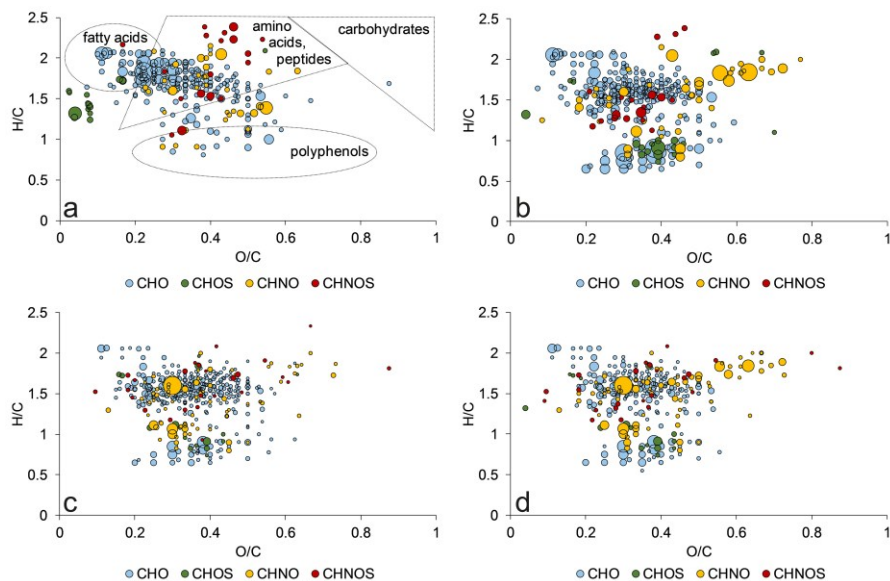 fatty acids
amino
acids,
peptides
carbohydrates
polyphenols
H/C
2.5
2
1.5
1
0.5
0
a
0 0.2 0.4 0.6 0.8 1
O/C
CHO CHOS CHNO CHNOS
H/C
2.5
2
1.5
1
0.5
0
b
0 0.2 0.4 0.6 0.8 1
O/C
CHO CHOS CHNO CHNOS
H/C
2.5
2
1.5
1
0.5
0
c
0 0.2 0.4 0.6 0.8 1
O/C
CHO CHOS CHNO CHNOS
H/C
2.5
2
1.5
1
0.5
0
d
0 0.2 0.4 0.6 0.8 1
O/C
CHO CHOS CHNO CHNOS